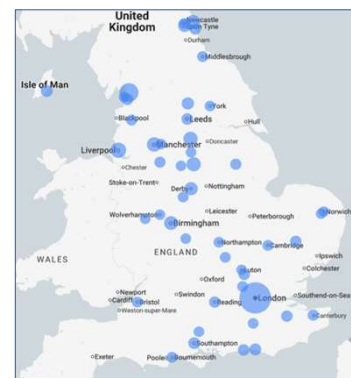 United
Kingdom
Newcastle
upon Tyne
Durham
Middlesbrough
Isle of Man
York
Blackpool
Leeds
Hull
Manchester
Doncaster
Liverpool
Chester
Stoke-on-Trent
Derby
Nottingham
Norwich
Wolverhampton
Leicester
Peterborough
Birmingham
WALES
ENGLAND
Northampton
Cambridge
Ipswich
Luton
Colchester
Oxford
Newport
Cardiff
Bristol
Swindon
Reading
London
Southend-on-Sea
Weston-super-Mare
Canterbury
Southampton
Exeter
Poole
Bournemouth